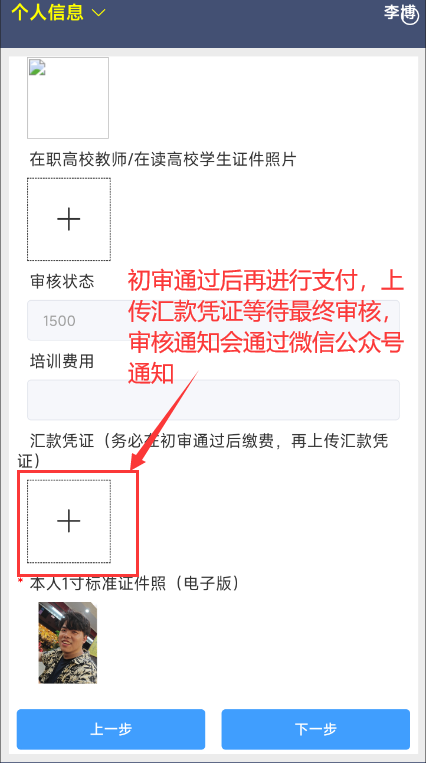 个人信息
李博
在职高校教师/在读高校学生证件照片
审核状态
初审通过后再进行支付，上
传汇款凭证等待最终审核，
审核通知会通过微信公众号
通知
1500
培训费用
汇款凭证（务必在初审通过后缴费，再上传汇款凭
证）
* 本人1寸标准证件照（电子版）
上一步
下一步